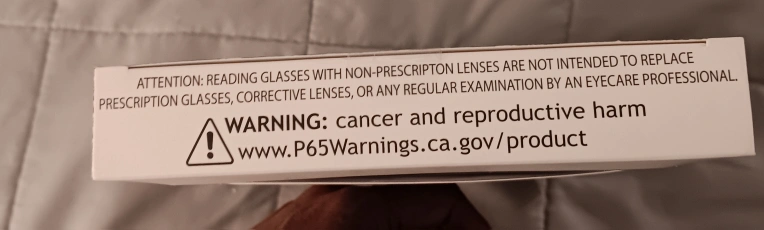 ATTENTION: READING GLASSES WITH NON-PRESCRIPTON LENSES ARE NOT INTENDED TO REPLACE
PRESCRIPTION GLASSES, CORRECTIVE LENSES, OR ANY REGULAR EXAMINATION BY AN EYECARE PROFESSIONAL.
WARNING: cancer and reproductive harm
www.P65Warnings.ca.gov/product